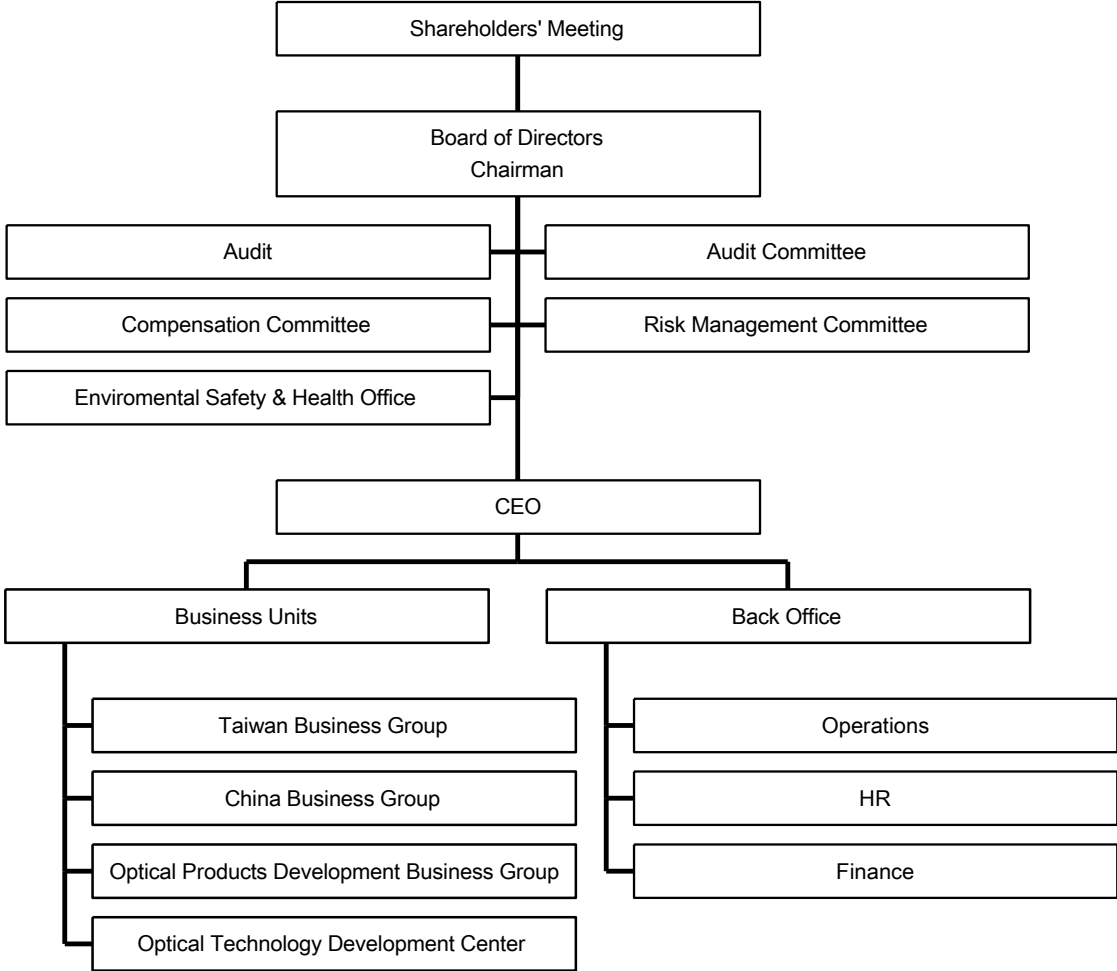 Shareholders' Meeting
Board of Directors
Chairman
Audit
Audit Committee
Compensation Committee
Risk Management Committee
Enviromental Safety & Health Office
CEO
Business Units
Back Office
Taiwan Business Group
Operations
China Business Group
HR
Optical Products Development Business Group
Finance
Optical Technology Development Center